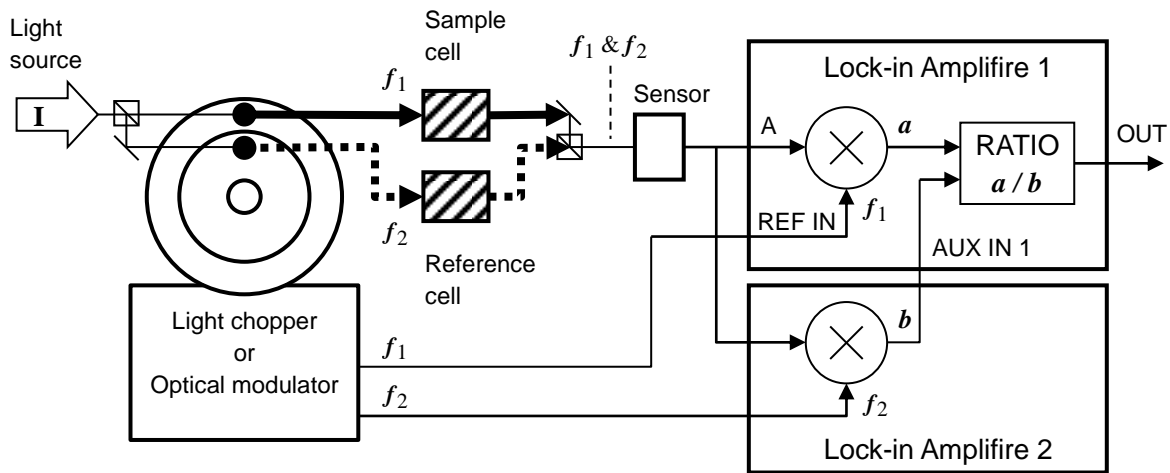 Light
source
I
Sample
cell
f1
f1 & f2
Sensor
Lock-in Amplifire 1
A
a
RATIO
a / b
OUT
f1
REF IN
AUX IN 1
f2
Reference
cell
Light chopper
or
Optical modulator
f1
f2
b
f2
Lock-in Amplifire 2